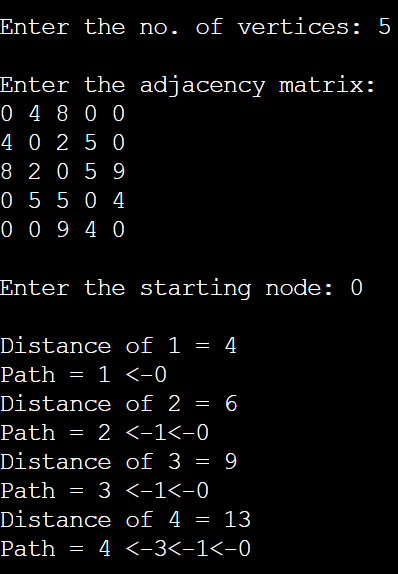 Enter the no. of vertices: 5
Enter the adjacency matrix:
0 4 8 0 0
4 0 2 5 0
8 2 0 5 9
0 5 5 0 4
0 0 9 4 0
Enter the starting node: 0
Distance of 1 = 4
Path = 1 <-0
Distance of 2 = 6
Path = 2 <-1<-0
Distance of 3 = 9
Path = 3 <-1<-0
Distance of 4 = 13
Path = 4 <-3<-1<-0